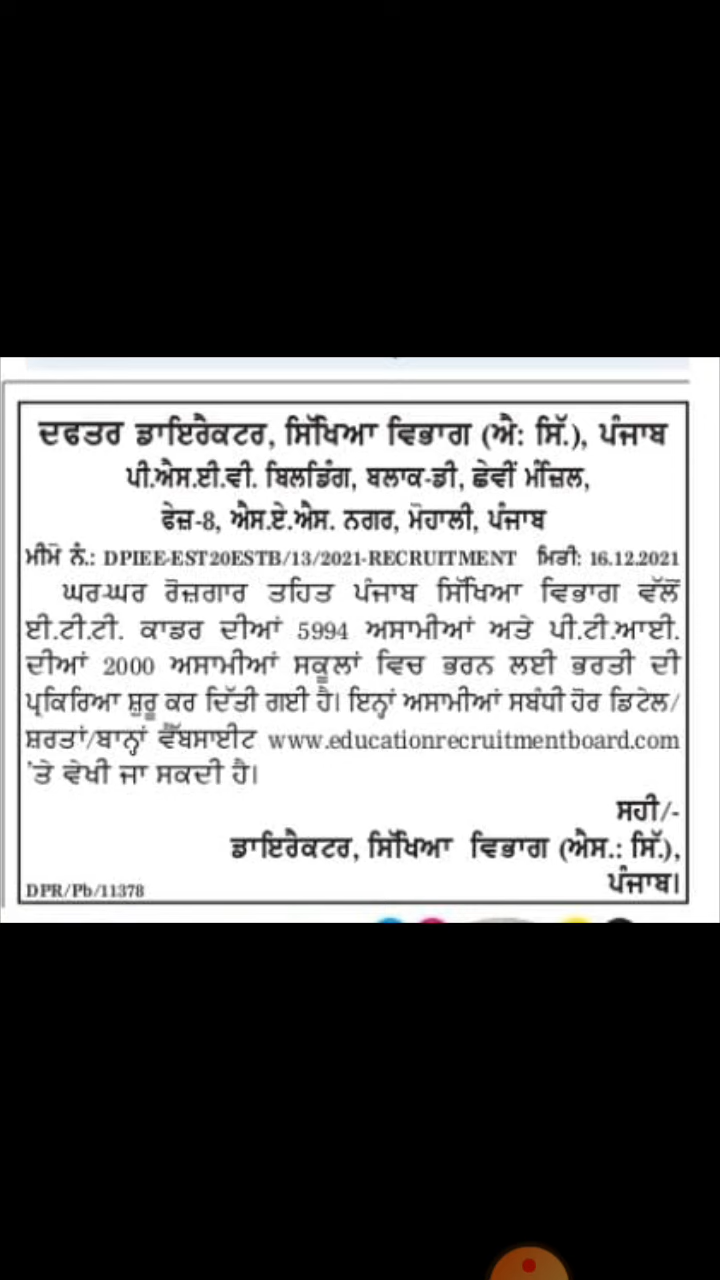 ਦਫਤਰ ਡਾਇਰੈਕਟਰ, ਸਿੱਖਿਆ ਵਿਭਾਗ (ਐ: ਸਿੱ.), ਪੰਜਾਬ
ਪੀ.ਐਸ.ਈ.ਵੀ. ਬਿਲਡਿੰਗ, ਬਲਾਕ-ਡੀ, ਛੇਵੀਂ ਮੰਜ਼ਿਲ,
ਫੇਜ਼-8, ਐਸ.ਏ.ਐਸ. ਨਗਰ, ਮੋਹਾਲੀ, ਪੰਜਾਬ
ਮੀਮੋ ਨੰ.: DPIEE-EST20ESTB/13/2021-RECRUITMENT ਮਿਤੀ: 16.12.2021
ਘਰ-ਘਰ ਰੋਜ਼ਗਾਰ ਤਹਿਤ ਪੰਜਾਬ ਸਿੱਖਿਆ ਵਿਭਾਗ ਵੱਲੋਂ
ਈ.ਟੀ.ਟੀ. ਕਾਡਰ ਦੀਆਂ 5994 ਅਸਾਮੀਆਂ ਅਤੇ ਪੀ.ਟੀ.ਆਈ.
ਦੀਆਂ 2000 ਅਸਾਮੀਆਂ ਸਕੂਲਾਂ ਵਿਚ ਭਰਨ ਲਈ ਭਰਤੀ ਦੀ
ਪ੍ਰਕਿਰਿਆ ਸ਼ੁਰੂ ਕਰ ਦਿੱਤੀ ਗਈ ਹੈ। ਇਨ੍ਹਾਂ ਅਸਾਮੀਆਂ ਸਬੰਧੀ ਹੋਰ ਡਿਟੇਲ/
ਸ਼ਰਤਾਂ/ਬਾਨ੍ਹਾਂ ਵੈੱਬਸਾਈਟ www.educationrecruitmentboard.com
'ਤੇ ਵੇਖੀ ਜਾ ਸਕਦੀ ਹੈ।
ਸਹੀ/-
ਡਾਇਰੈਕਟਰ, ਸਿੱਖਿਆ ਵਿਭਾਗ (ਐਸ.: ਸਿੱ.),
DPR/Pb/11378 ਪੰਜਾਬ।